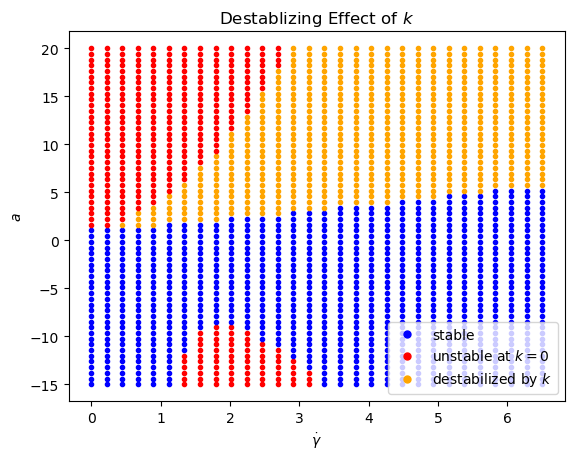 Destablizing Effect of k
20
15
10
5
0
−5
−10
−15
a
stable
unstable at k = 0
destabilized by k
0 1 2 3 4 5 6
γ̇